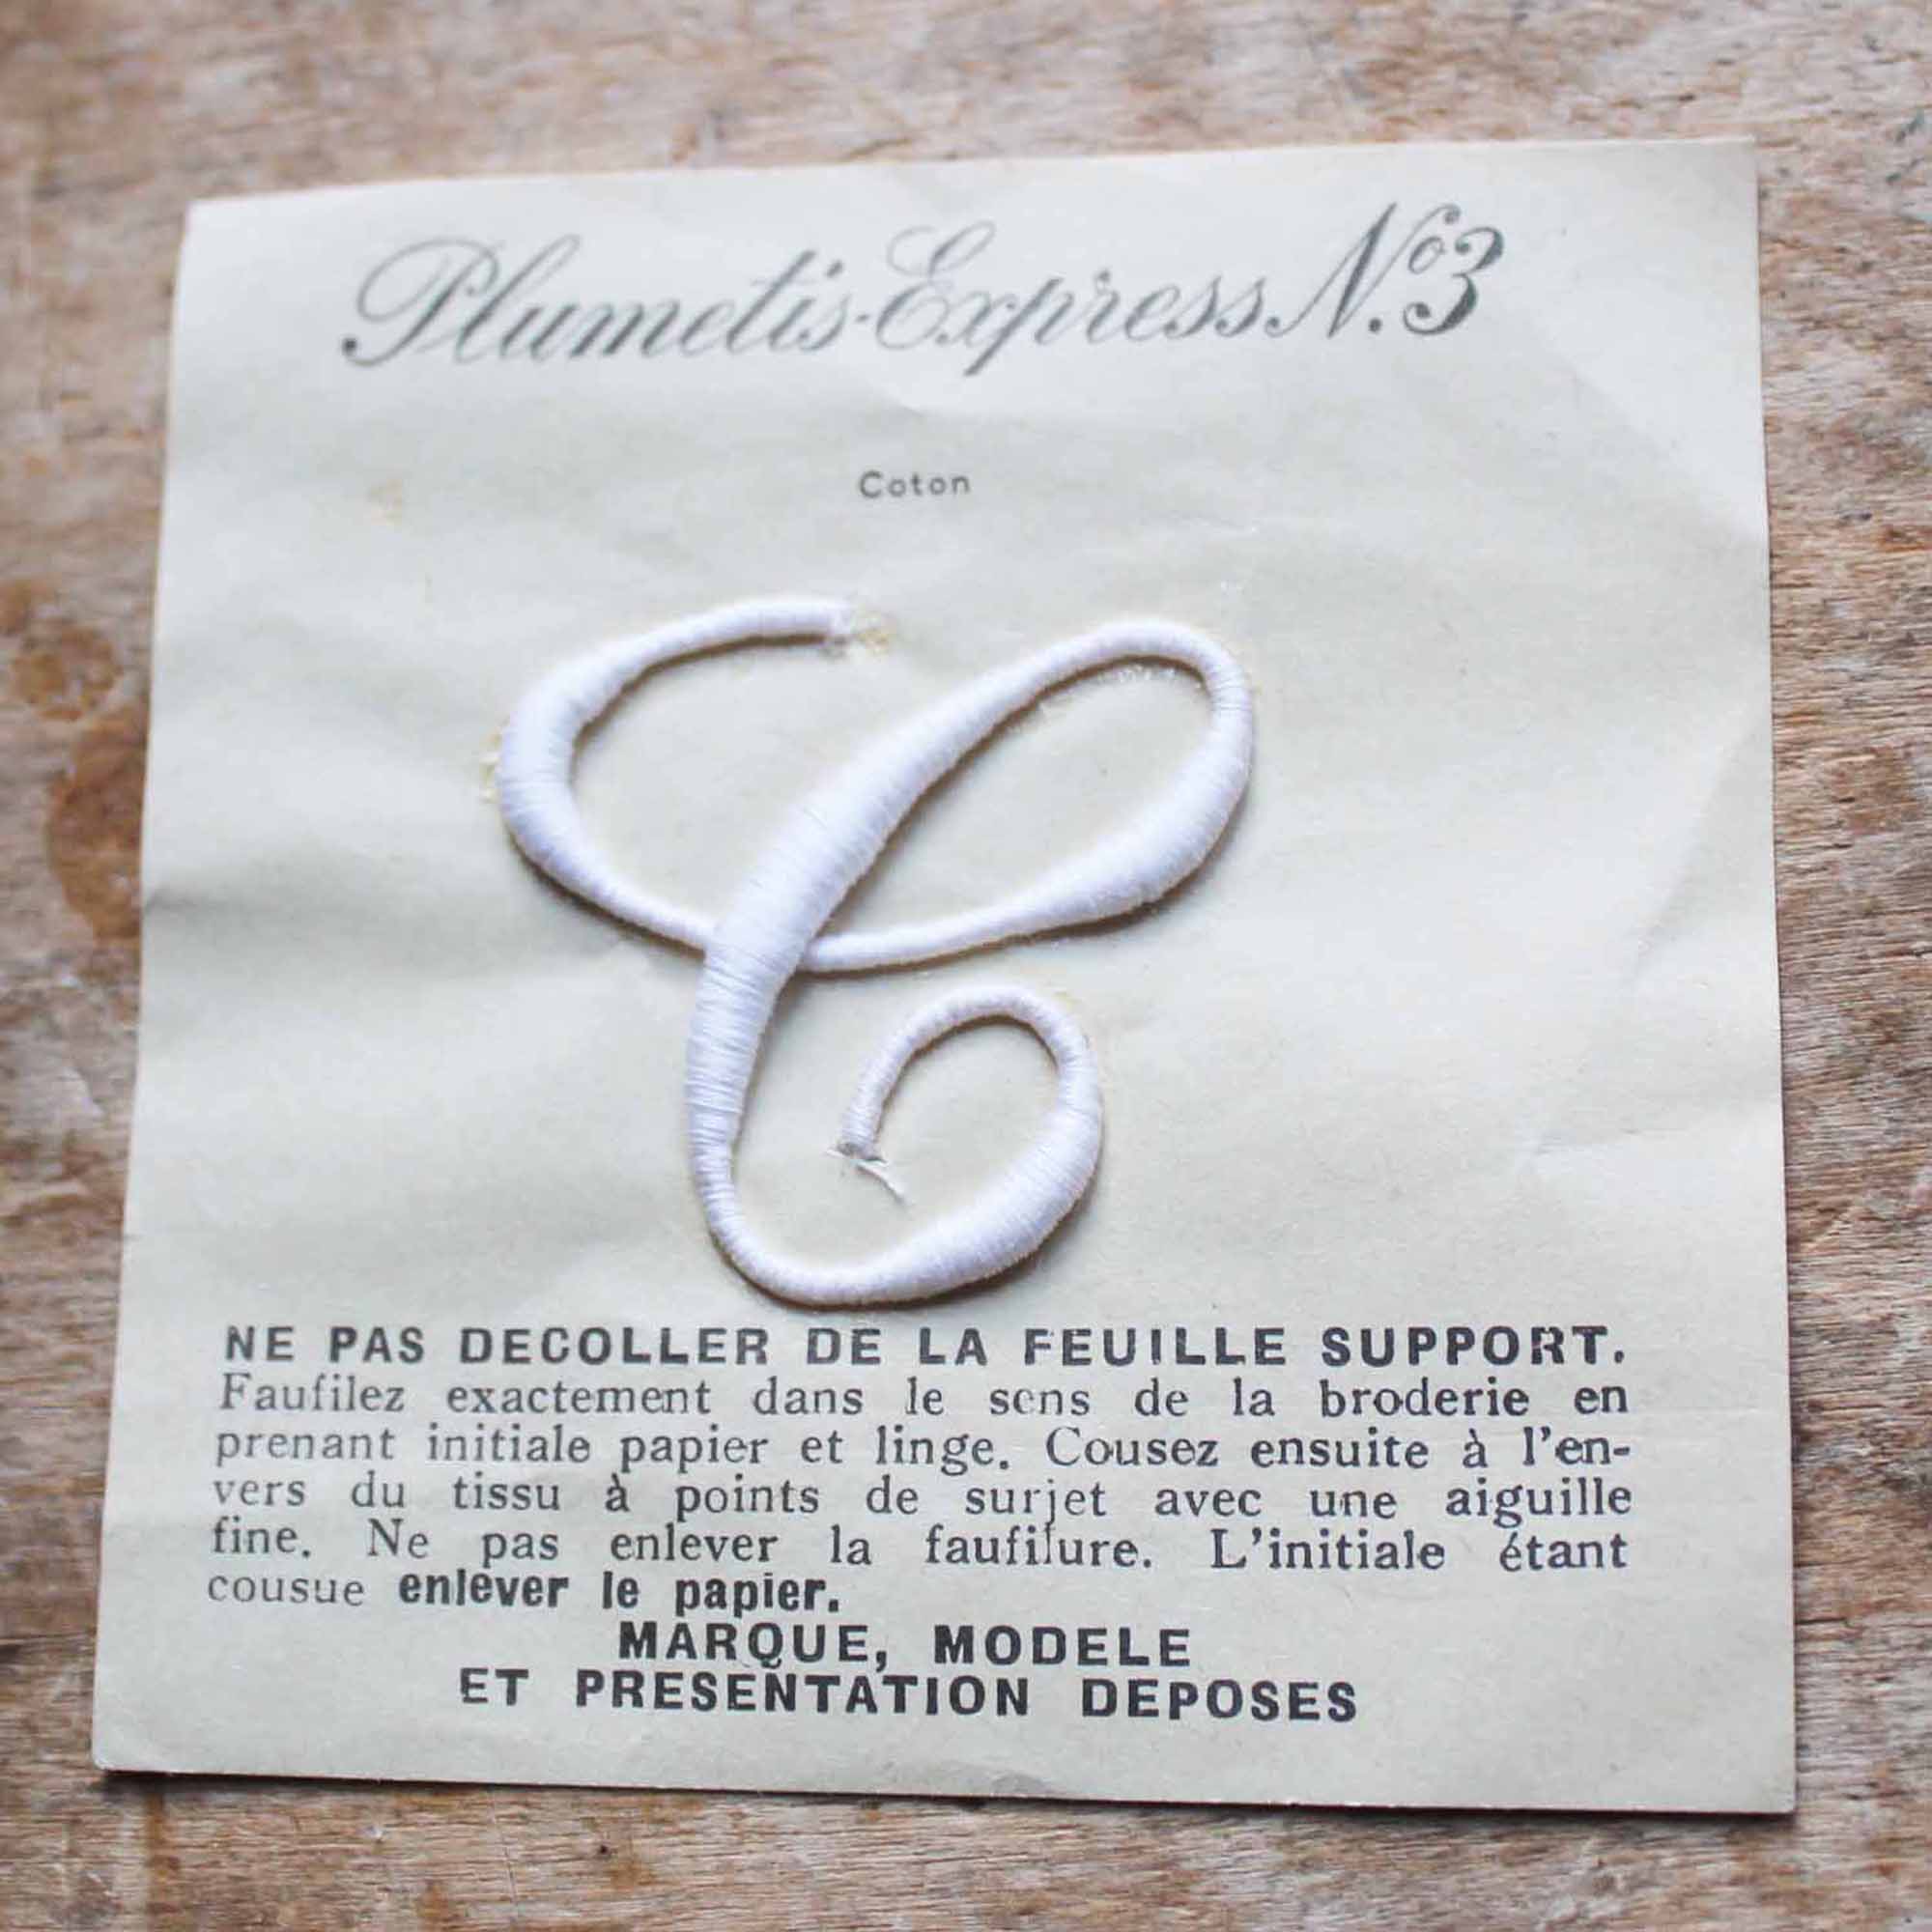 Plumetis-Express No. 3
Coton
C
NE PAS DECOLLER DE LA FEUILLE SUPPORT.
Faufilez exactement dans le sens de la broderie en
prenant initiale papier et linge. Cousez ensuite à l'en-
vers du tissu à points de surjet avec une aiguille
fine. Ne pas enlever la faufilure. L'initiale étant
cousue enlever le papier.
MARQUE, MODELE
ET PRESENTATION DEPOSES